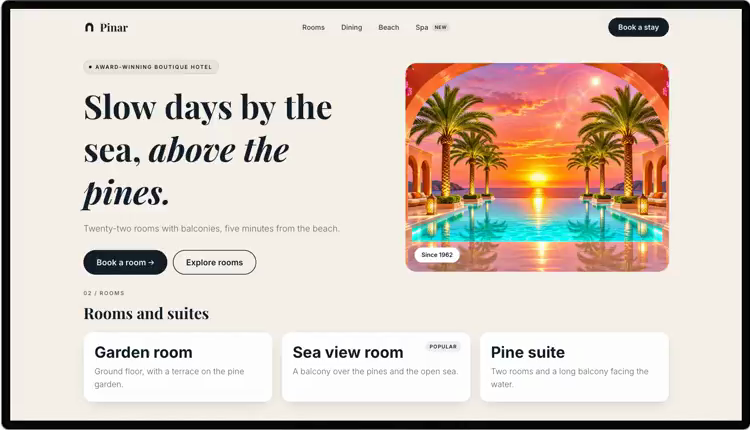 Pinar
Rooms
Dining
Beach
Spa NEW
Book a stay
AWARD-WINNING BOUTIQUE HOTEL
Slow days by the
sea, above the
pines.
Twenty-two rooms with balconies, five minutes from the beach.
Book a room →
Explore rooms
Since 1962
02 / ROOMS
Rooms and suites
Garden room
Ground floor, with a terrace on the pine
garden.
Sea view room
POPULAR
A balcony over the pines and the open sea.
Pine suite
Two rooms and a long balcony facing the
water.